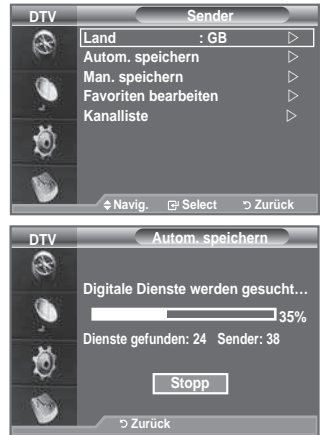 DTV Sender
Land : GB
Autom. speichern
Man. speichern
Favoriten bearbeiten
Kanalliste
Navig. Select Zurück
DTV Autom. speichern
Digitale Dienste werden gesucht...
35%
Dienste gefunden: 24 Sender: 38
Stopp
Zurück